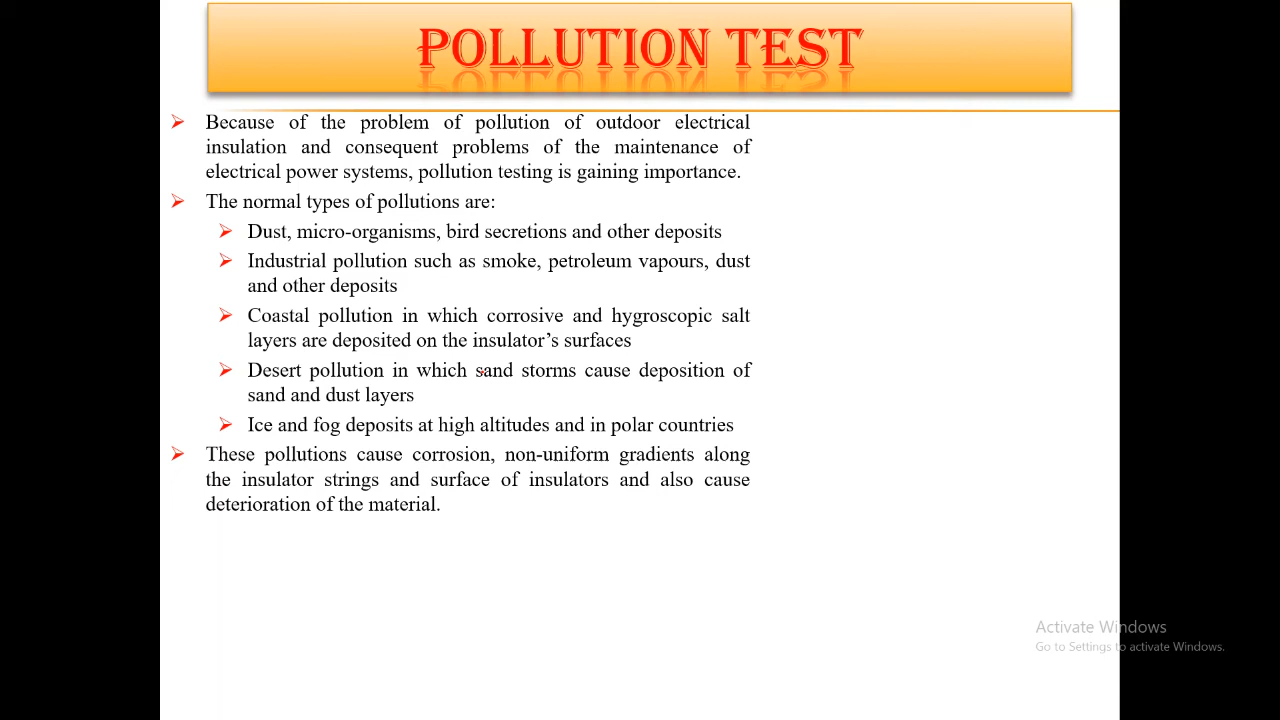 POLLUTION TEST
Because of the problem of pollution of outdoor electrical
insulation and consequent problems of the maintenance of
electrical power systems, pollution testing is gaining importance.
The normal types of pollutions are:
Dust, micro-organisms, bird secretions and other deposits
Industrial pollution such as smoke, petroleum vapours, dust
and other deposits
Coastal pollution in which corrosive and hygroscopic salt
layers are deposited on the insulator’s surfaces
Desert pollution in which sand storms cause deposition of
sand and dust layers
Ice and fog deposits at high altitudes and in polar countries
These pollutions cause corrosion, non-uniform gradients along
the insulator strings and surface of insulators and also cause
deterioration of the material.
Activate Windows
Go to Settings to activate Windows.